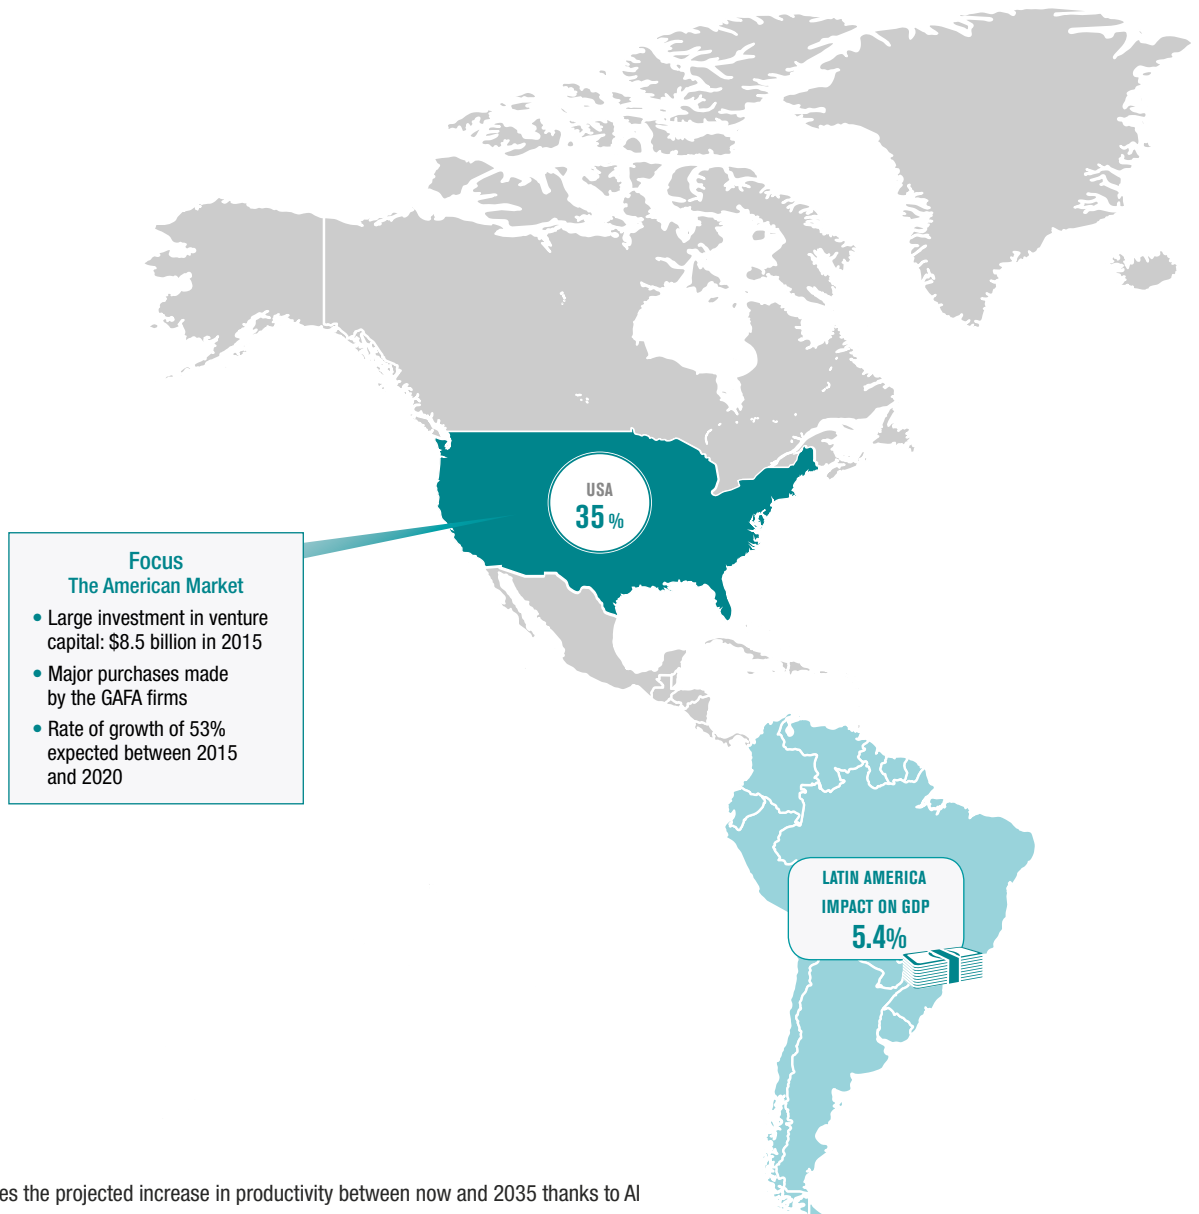 USA
35 %
Focus
The American Market
• Large investment in venture
capital: $8.5 billion in 2015
• Major purchases made
by the GAFA firms
• Rate of growth of 53%
expected between 2015
and 2020
LATIN AMERICA
IMPACT ON GDP
5.4%
es the projected increase in productivity between now and 2035 thanks to AI